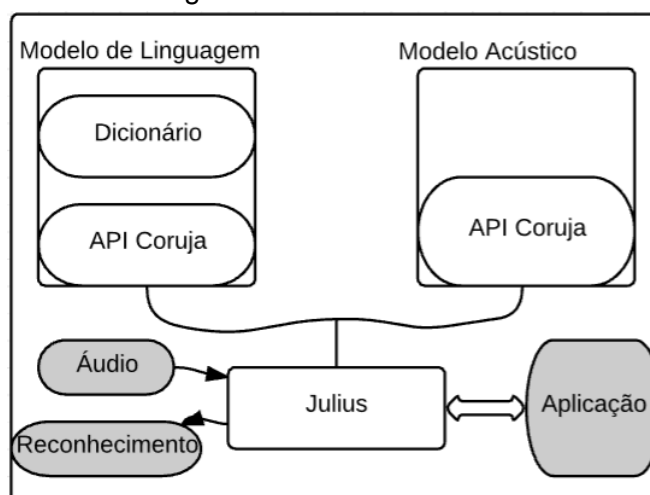 Modelo de Linguagem
Modelo Acústico
Dicionário
API Coruja
API Coruja
Áudio
Julius
Aplicação
Reconhecimento